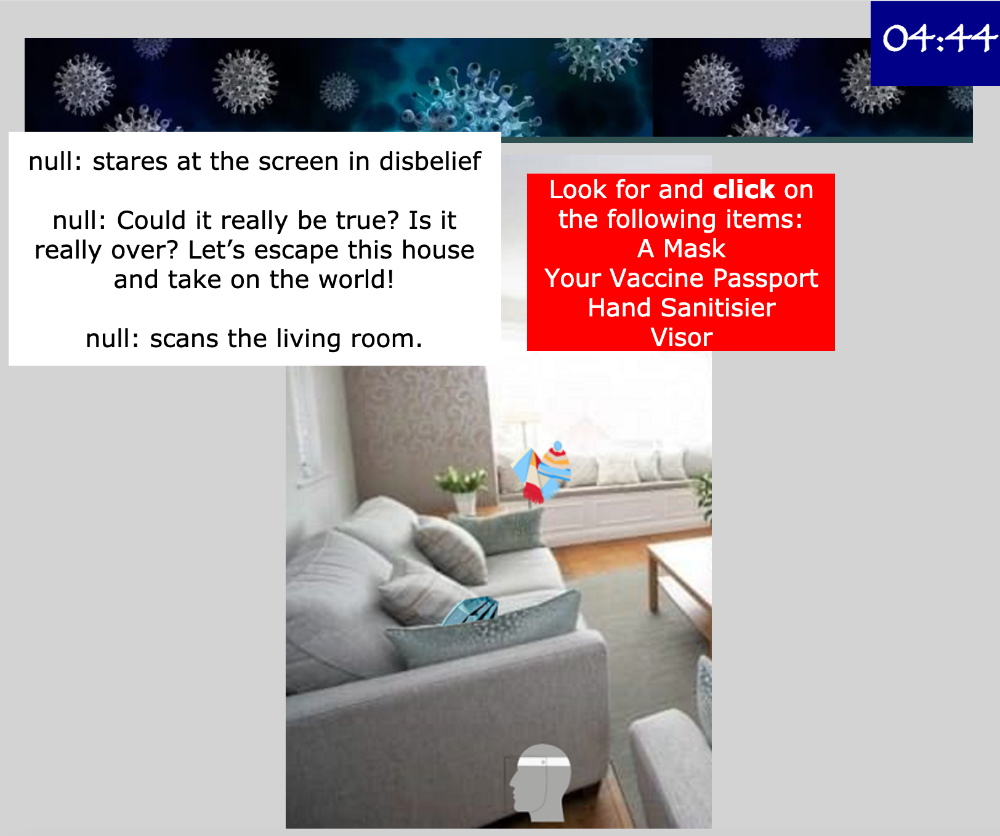 04:44
null: stares at the screen in disbelief
null: Could it really be true? Is it
really over? Let’s escape this house
and take on the world!
null: scans the living room.
Look for and click on
the following items:
A Mask
Your Vaccine Passport
Hand Sanitisier
Visor